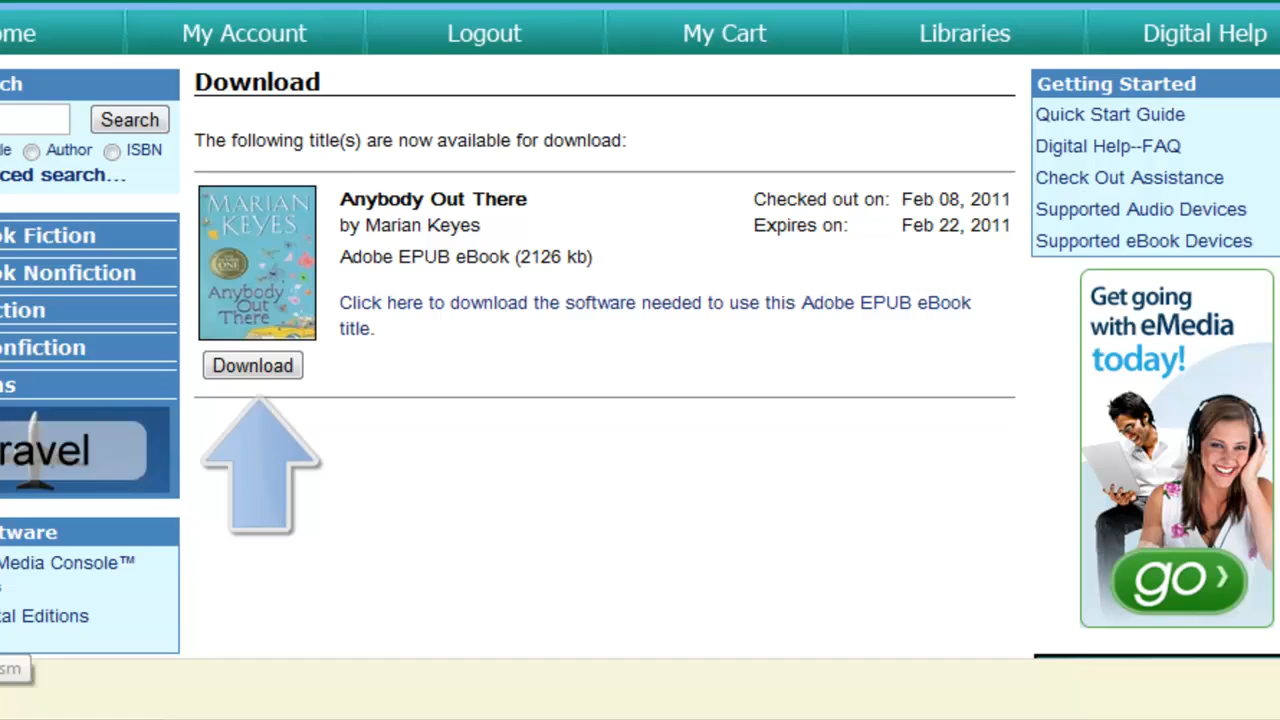 ome
My Account
Logout
My Cart
Libraries
Digital Help
ch
Search
le
Author
ISBN
ced search...
ok Fiction
ok Nonfiction
ction
onfiction
ns
ravel
tware
Media Console™
s
tal Editions
sm
Download
The following title(s) are now available for download:
MARIAN
KEYES
Anybody
Out
There
Download
Anybody Out There
by Marian Keyes
Adobe EPUB eBook (2126 kb)
Click here to download the software needed to use this Adobe EPUB eBook
title.
Checked out on: Feb 08, 2011
Expires on: Feb 22, 2011
Getting Started
Quick Start Guide
Digital Help--FAQ
Check Out Assistance
Supported Audio Devices
Supported eBook Devices
Get going
with eMedia
today!
go